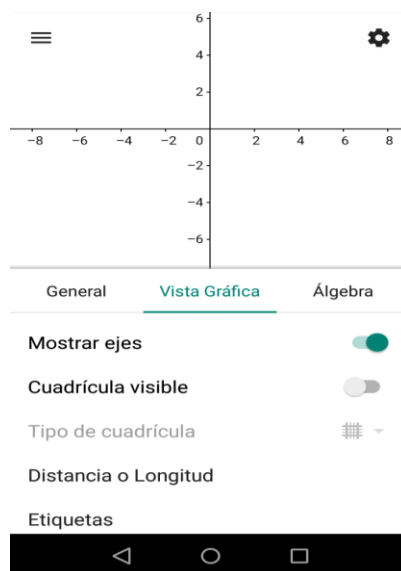 6
4
2
−8 −6 −4 −2 0 2 4 6 8
−2
−4
−6
General Vista Gráfica Álgebra
Mostrar ejes
Cuadrícula visible
Tipo de cuadrícula
Distancia o Longitud
Etiquetas